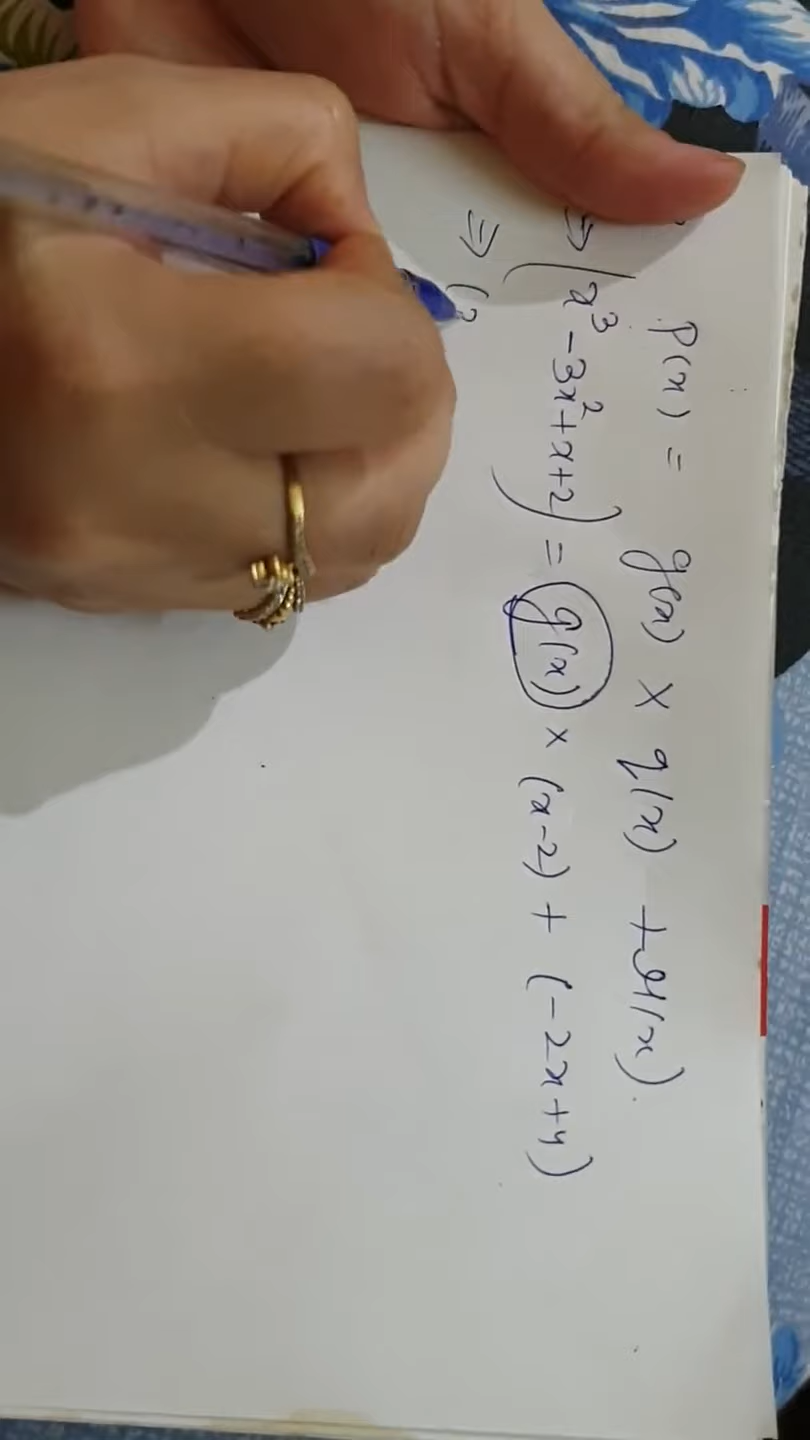 p(x) = g(x) × q(x) + r(x).
⇒ (x³ - 3x² + x + 2) = g(x) × (x-2) + (-2x+4)
⇒ (